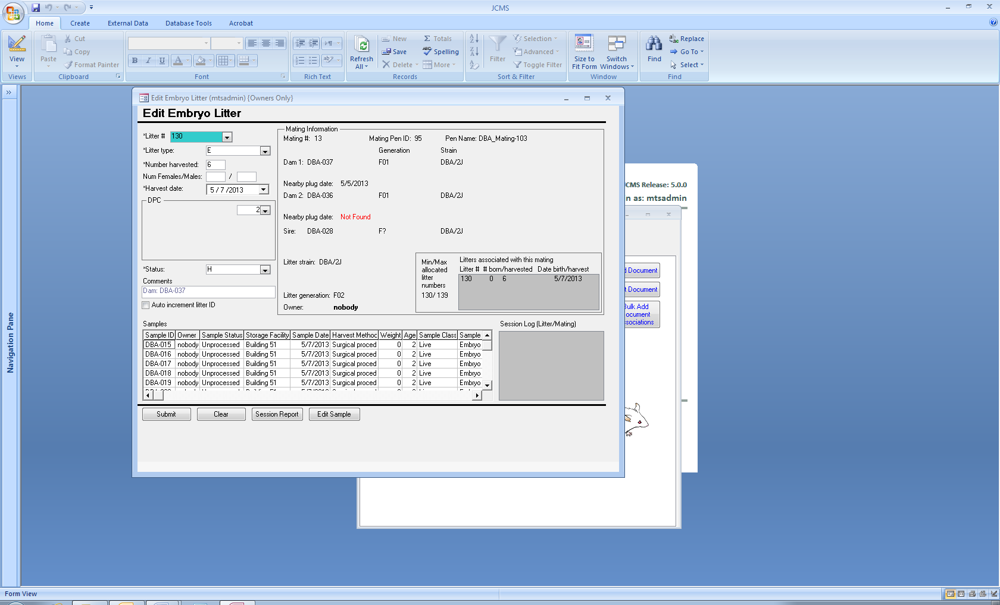 JCMS
Home Create External Data Database Tools Acrobat
View
Views
Paste
Cut
Copy
Format Painter
Clipboard
B I U A
Font
Rich Text
Refresh All
New
Save
Delete
Totals
Spelling
More
Records
Filter
Selection
Advanced
Toggle Filter
Sort & Filter
Size to Fit Form
Switch Windows
Window
Find
Replace
Go To
Select
Find
Navigation Pane
Edit Embryo Litter (mtsadmin) {Owners Only}
Edit Embryo Litter
*Litter # 130
*Litter type: E
*Number harvested: 6
Num Females/Males: /
*Harvest date: 5 / 7 /2013
DPC
2
*Status: H
Comments
Dam: DBA-037
Auto increment litter ID
Mating Information
Mating #: 13 Mating Pen ID: 95 Pen Name: DBA_Mating-103
Generation Strain
Dam 1: DBA-037 F01 DBA/2J
Nearby plug date: 5/5/2013
Dam 2: DBA-036 F01 DBA/2J
Nearby plug date: Not Found
Sire: DBA-028 F? DBA/2J
Litter strain: DBA/2J
Litter generation: F02
Owner: nobody
Min/Max
allocated
litter
numbers
130/ 139
Litters associated with this mating
Litter # # born/harvested Date birth/harvest
130 0 6 5/7/2013
Samples
Sample ID Owner Sample Status Storage Facility Sample Date Harvest Method Weight Age Sample Class Sample
DBA-015 nobody Unprocessed Building 51 5/7/2013 Surgical proced 0 2 Live Embryo
DBA-016 nobody Unprocessed Building 51 5/7/2013 Surgical proced 0 2 Live Embryo
DBA-017 nobody Unprocessed Building 51 5/7/2013 Surgical proced 0 2 Live Embryo
DBA-018 nobody Unprocessed Building 51 5/7/2013 Surgical proced 0 2 Live Embryo
DBA-019 nobody Unprocessed Building 51 5/7/2013 Surgical proced 0 2 Live Embryo
Session Log (Litter/Mating)
Submit Clear Session Report Edit Sample
JCMS Release: 5.0.0
n as: mtsadmin
d Document
t Document
Bulk Add
ocument
sociations
Form View